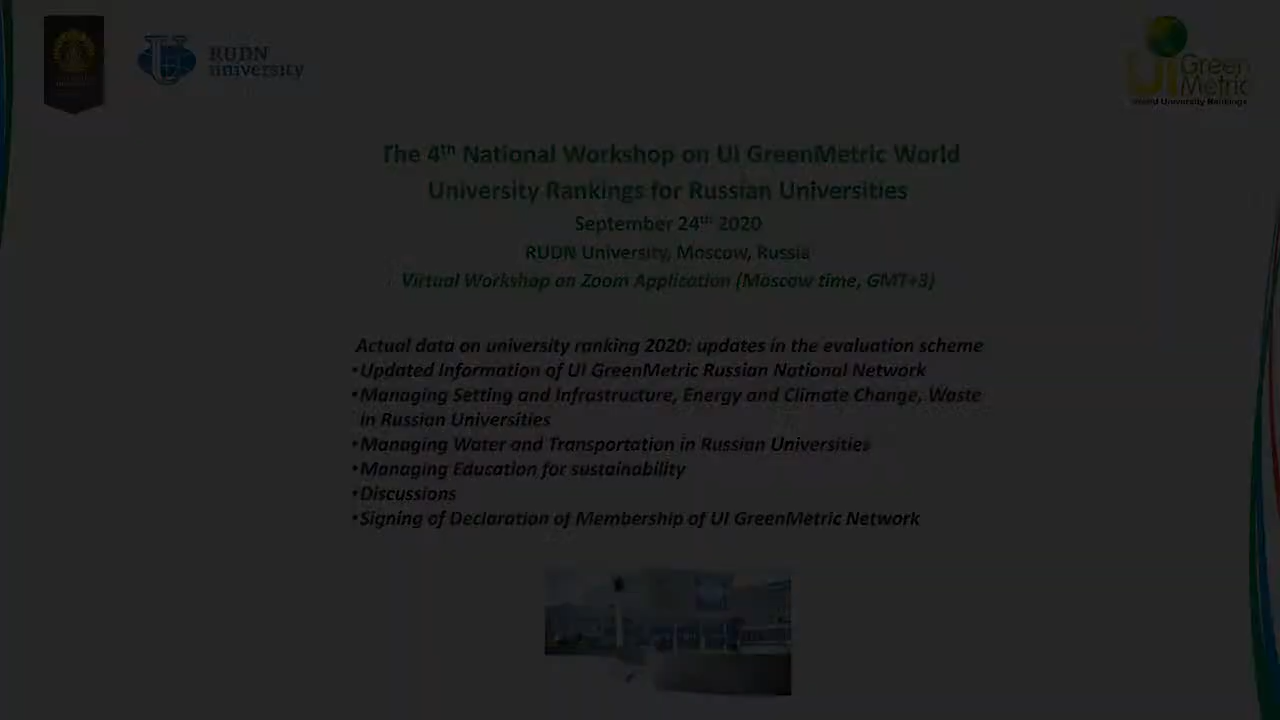 RUDN
university
UI Green
Metric
World University Rankings
The 4th National Workshop on UI GreenMetric World
University Rankings for Russian Universities
September 24th 2020
RUDN University, Moscow, Russia
Virtual Workshop on Zoom Application (Moscow time, GMT+3)
Actual data on university ranking 2020: updates in the evaluation scheme
•Updated Information of UI GreenMetric Russian National Network
•Managing Setting and Infrastructure, Energy and Climate Change, Waste
in Russian Universities
•Managing Water and Transportation in Russian Universities
•Managing Education for sustainability
•Discussions
•Signing of Declaration of Membership of UI GreenMetric Network